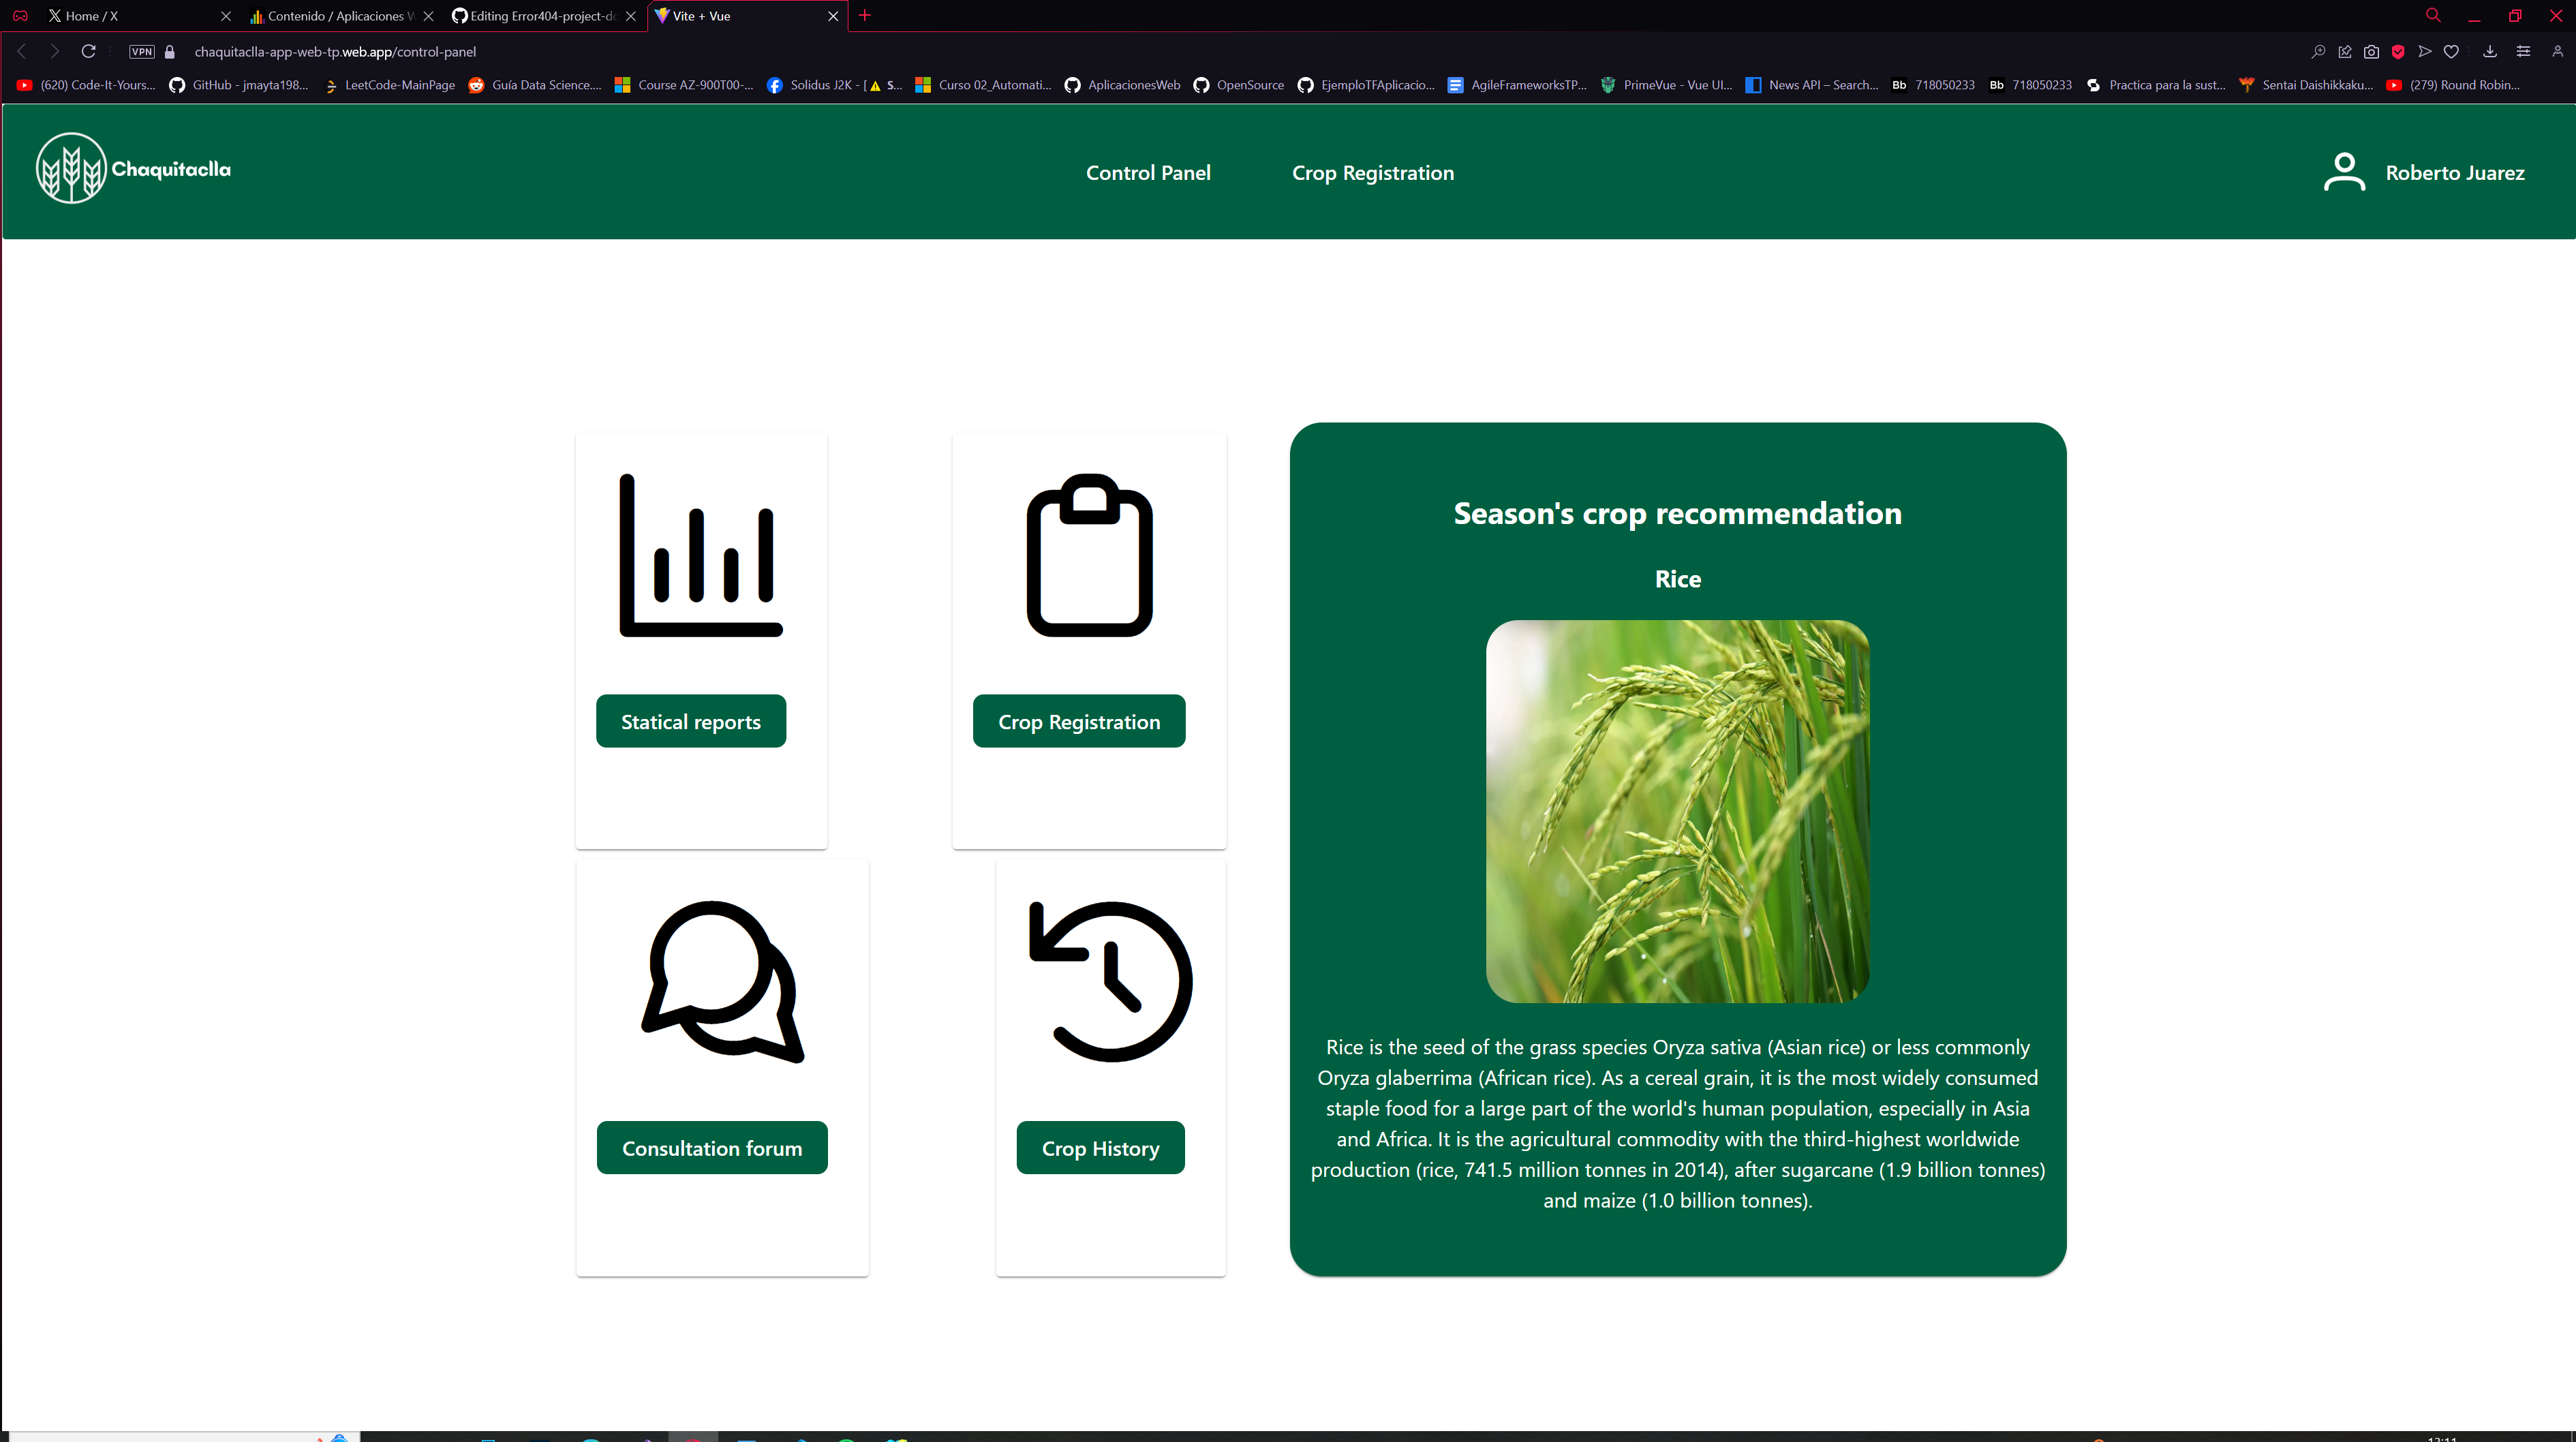 Home / X
Contenido / Aplicaciones W
Editing Error404-project-do
Vite + Vue
VPN
chaquitaclla-app-web-tp.web.app/control-panel
(620) Code-It-Yours...
GitHub - jmayta198...
LeetCode-MainPage
Guía Data Science....
Course AZ-900T00-...
Solidus J2K - [ ⚠ S...
Curso 02_Automati...
AplicacionesWeb
OpenSource
EjemploTFAplicacio...
AgileFrameworksTP...
PrimeVue - Vue UI...
News API – Search...
Bb 718050233
Bb 718050233
Practica para la sust...
Sentai Daishikkaku...
(279) Round Robin...
Chaquitaclla
Control Panel
Crop Registration
Roberto Juarez
Statical reports
Crop Registration
Consultation forum
Crop History
Season's crop recommendation
Rice
Rice is the seed of the grass species Oryza sativa (Asian rice) or less commonly
Oryza glaberrima (African rice). As a cereal grain, it is the most widely consumed
staple food for a large part of the world's human population, especially in Asia
and Africa. It is the agricultural commodity with the third-highest worldwide
production (rice, 741.5 million tonnes in 2014), after sugarcane (1.9 billion tonnes)
and maize (1.0 billion tonnes).